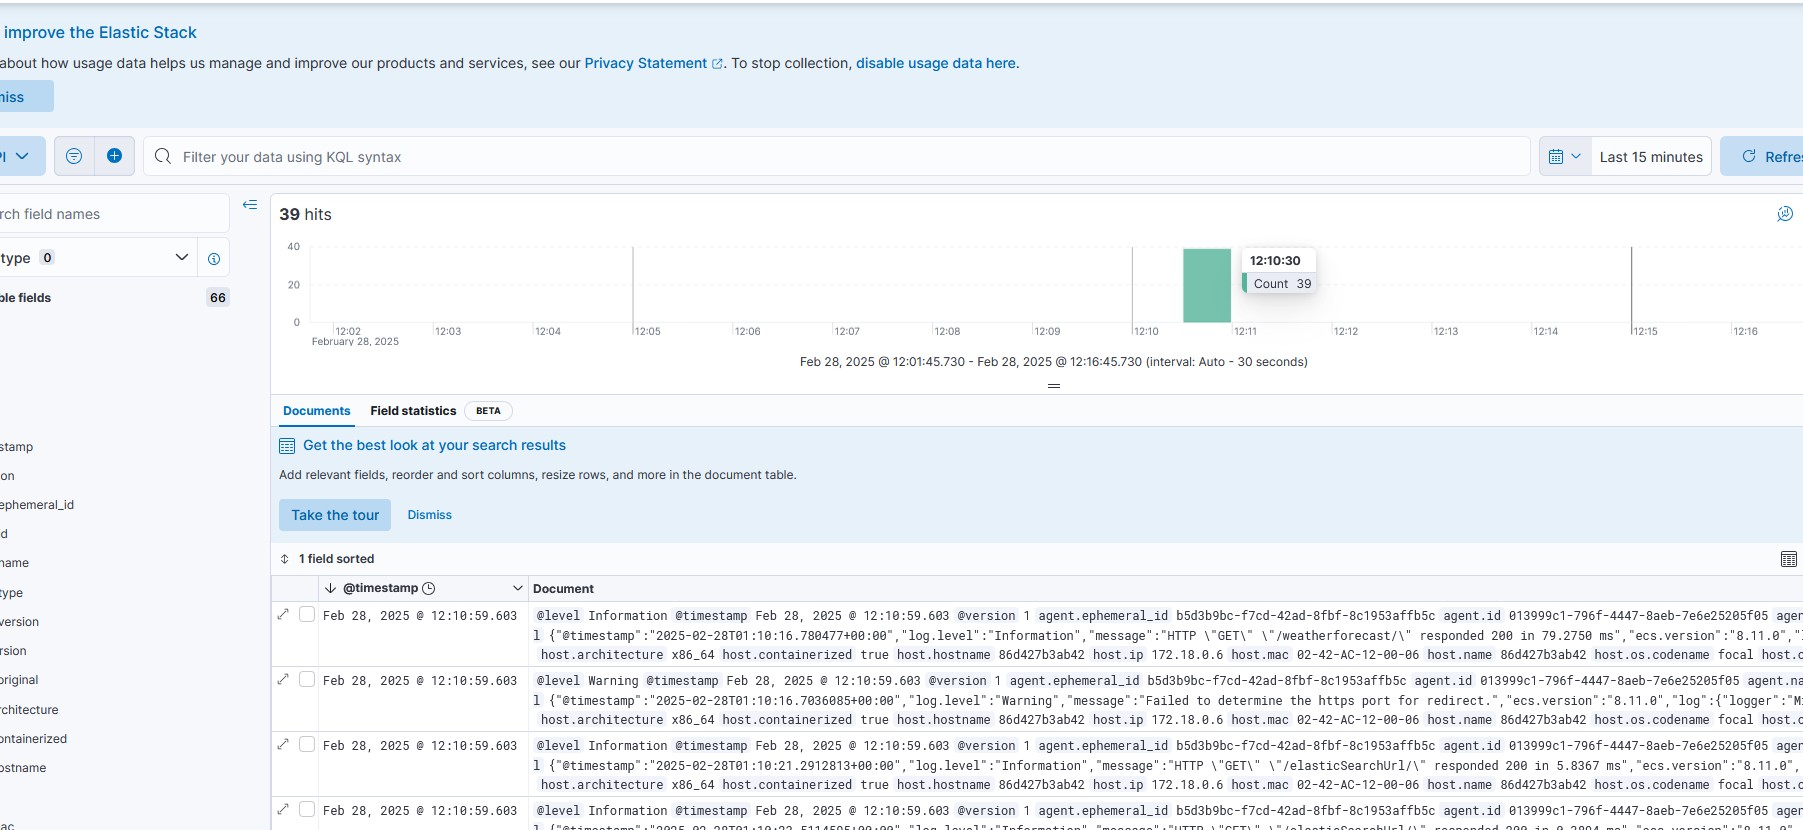 improve the Elastic Stack
about how usage data helps us manage and improve our products and services, see our Privacy Statement. To stop collection, disable usage data here.
miss
Filter your data using KQL syntax
Last 15 minutes
Refres
rch field names
39 hits
type 0
ble fields 66
40
20
0
12:10:30
Count 39
12:02 12:03 12:04 12:05 12:06 12:07 12:08 12:09 12:10 12:11 12:12 12:13 12:14 12:15 12:16
February 28, 2025
Feb 28, 2025 @ 12:01:45.730 - Feb 28, 2025 @ 12:16:45.730 (interval: Auto - 30 seconds)
Documents Field statistics BETA
Get the best look at your search results
Add relevant fields, reorder and sort columns, resize rows, and more in the document table.
Take the tour Dismiss
stamp
on
ephemeral_id
d
name
type
version
rsion
original
rchitecture
ontainerized
ostname
ac
1 field sorted
@timestamp Document
Feb 28, 2025 @ 12:10:59.603 @level Information @timestamp Feb 28, 2025 @ 12:10:59.603 @version 1 agent.ephemeral_id b5d3b9bc-f7cd-42ad-8fbf-8c1953affb5c agent.id 013999c1-796f-4447-8aeb-7e6e25205f05 agen
l {"@timestamp":"2025-02-28T01:10:16.780477+00:00","log.level":"Information","message":"HTTP \"GET\" \"/weatherforecast/\" responded 200 in 79.2750 ms","ecs.version":"8.11.0","
host.architecture x86_64 host.containerized true host.hostname 86d427b3ab42 host.ip 172.18.0.6 host.mac 02-42-AC-12-00-06 host.name 86d427b3ab42 host.os.codename focal host.o
Feb 28, 2025 @ 12:10:59.603 @level Warning @timestamp Feb 28, 2025 @ 12:10:59.603 @version 1 agent.ephemeral_id b5d3b9bc-f7cd-42ad-8fbf-8c1953affb5c agent.id 013999c1-796f-4447-8aeb-7e6e25205f05 agent.na
l {"@timestamp":"2025-02-28T01:10:16.7036085+00:00","log.level":"Warning","message":"Failed to determine the https port for redirect.","ecs.version":"8.11.0","log":{"logger":"Mi
host.architecture x86_64 host.containerized true host.hostname 86d427b3ab42 host.ip 172.18.0.6 host.mac 02-42-AC-12-00-06 host.name 86d427b3ab42 host.os.codename focal host.o
Feb 28, 2025 @ 12:10:59.603 @level Information @timestamp Feb 28, 2025 @ 12:10:59.603 @version 1 agent.ephemeral_id b5d3b9bc-f7cd-42ad-8fbf-8c1953affb5c agent.id 013999c1-796f-4447-8aeb-7e6e25205f05 agen
l {"@timestamp":"2025-02-28T01:10:21.2912813+00:00","log.level":"Information","message":"HTTP \"GET\" \"/elasticSearchUrl/\" responded 200 in 5.8367 ms","ecs.version":"8.11.0",
host.architecture x86_64 host.containerized true host.hostname 86d427b3ab42 host.ip 172.18.0.6 host.mac 02-42-AC-12-00-06 host.name 86d427b3ab42 host.os.codename focal host.o
Feb 28, 2025 @ 12:10:59.603 @level Information @timestamp Feb 28, 2025 @ 12:10:59.603 @version 1 agent.ephemeral_id b5d3b9bc-f7cd-42ad-8fbf-8c1953affb5c agent.id 013999c1-796f-4447-8aeb-7e6e25205f05 agen